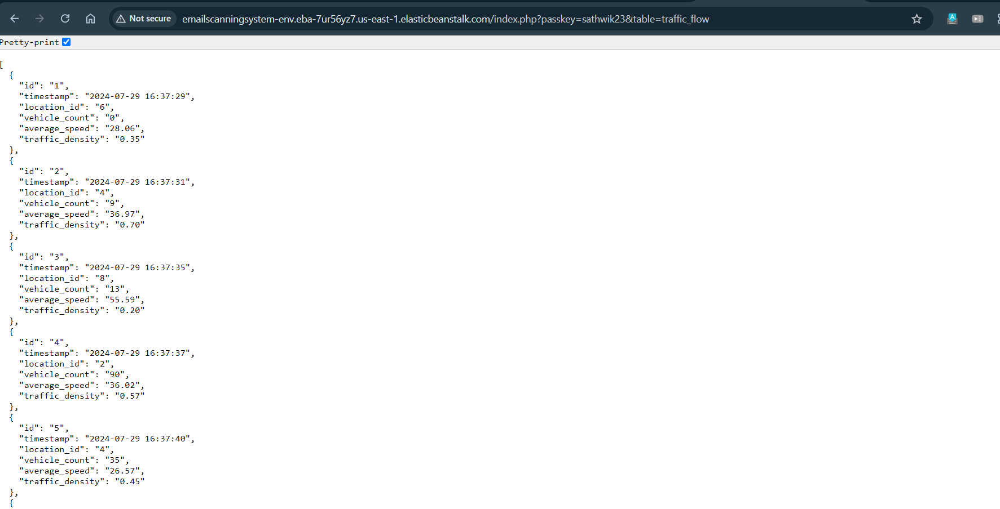 Not secure emailscanningsystem-env.eba-7ur56yz7.us-east-1.elasticbeanstalk.com/index.php?passkey=sathwik23&table=traffic_flow
Pretty-print
[
  {
    "id": "1",
    "timestamp": "2024-07-29 16:37:29",
    "location_id": "6",
    "vehicle_count": "0",
    "average_speed": "28.06",
    "traffic_density": "0.35"
  },
  {
    "id": "2",
    "timestamp": "2024-07-29 16:37:31",
    "location_id": "4",
    "vehicle_count": "9",
    "average_speed": "36.97",
    "traffic_density": "0.70"
  },
  {
    "id": "3",
    "timestamp": "2024-07-29 16:37:35",
    "location_id": "8",
    "vehicle_count": "13",
    "average_speed": "55.59",
    "traffic_density": "0.20"
  },
  {
    "id": "4",
    "timestamp": "2024-07-29 16:37:37",
    "location_id": "2",
    "vehicle_count": "90",
    "average_speed": "36.02",
    "traffic_density": "0.57"
  },
  {
    "id": "5",
    "timestamp": "2024-07-29 16:37:40",
    "location_id": "4",
    "vehicle_count": "35",
    "average_speed": "26.57",
    "traffic_density": "0.45"
  },
  {